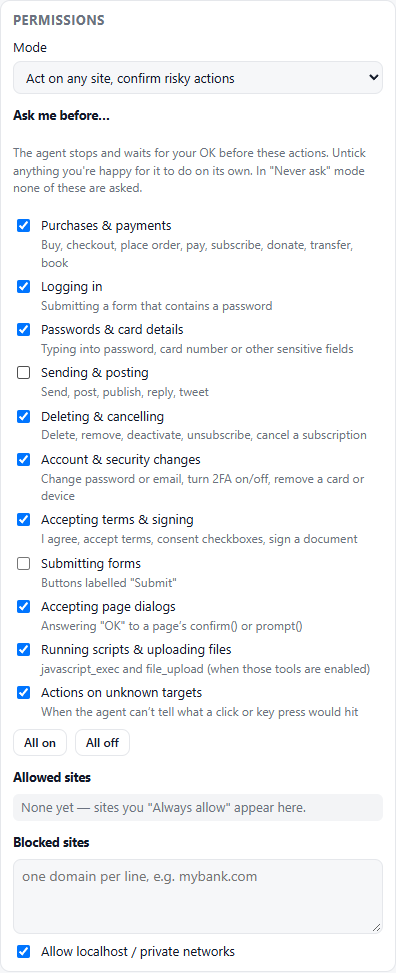 PERMISSIONS
Mode
Act on any site, confirm risky actions
Ask me before...
The agent stops and waits for your OK before these actions. Untick
anything you're happy for it to do on its own. In "Never ask" mode
none of these are asked.
Purchases & payments
Buy, checkout, place order, pay, subscribe, donate, transfer,
book
Logging in
Submitting a form that contains a password
Passwords & card details
Typing into password, card number or other sensitive fields
Sending & posting
Send, post, publish, reply, tweet
Deleting & cancelling
Delete, remove, deactivate, unsubscribe, cancel a subscription
Account & security changes
Change password or email, turn 2FA on/off, remove a card or
device
Accepting terms & signing
I agree, accept terms, consent checkboxes, sign a document
Submitting forms
Buttons labelled "Submit"
Accepting page dialogs
Answering "OK" to a page's confirm() or prompt()
Running scripts & uploading files
javascript_exec and file_upload (when those tools are enabled)
Actions on unknown targets
When the agent can't tell what a click or key press would hit
All on All off
Allowed sites
None yet — sites you "Always allow" appear here.
Blocked sites
one domain per line, e.g. mybank.com
Allow localhost / private networks